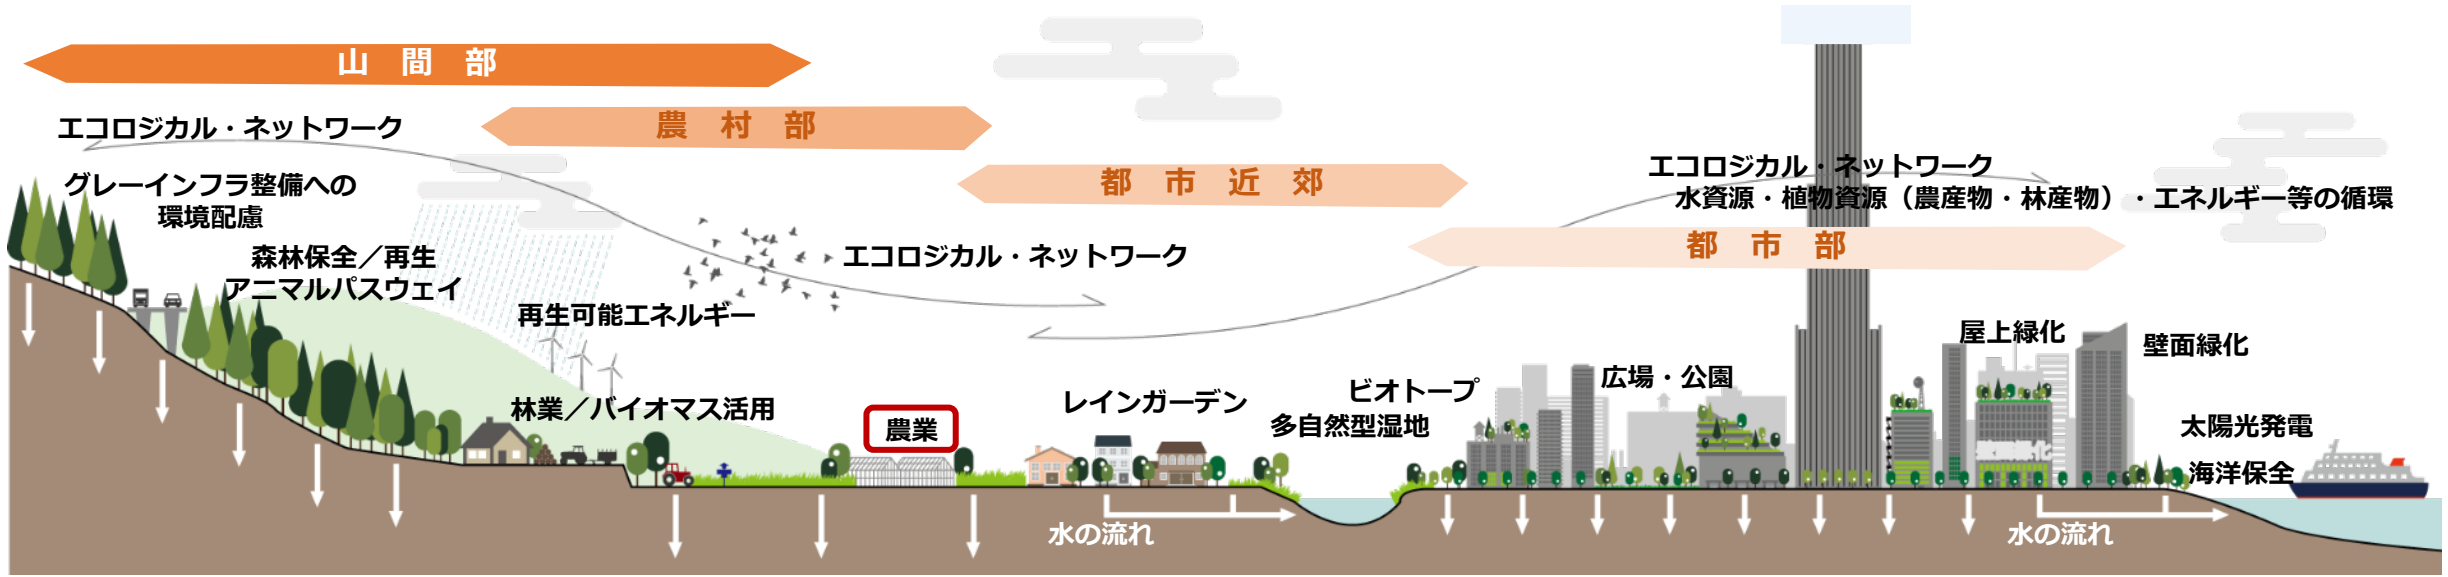 山間部
農村部
都市近郊
都市部
エコロジカル・ネットワーク
グレーインフラ整備への
環境配慮
森林保全／再生
アニマルパスウェイ
再生可能エネルギー
林業／バイオマス活用
エコロジカル・ネットワーク
農業
レインガーデン
水の流れ
ビオトープ
多自然型湿地
広場・公園
エコロジカル・ネットワーク
水資源・植物資源（農産物・林産物）・エネルギー等の循環
屋上緑化
壁面緑化
太陽光発電
海洋保全
水の流れ